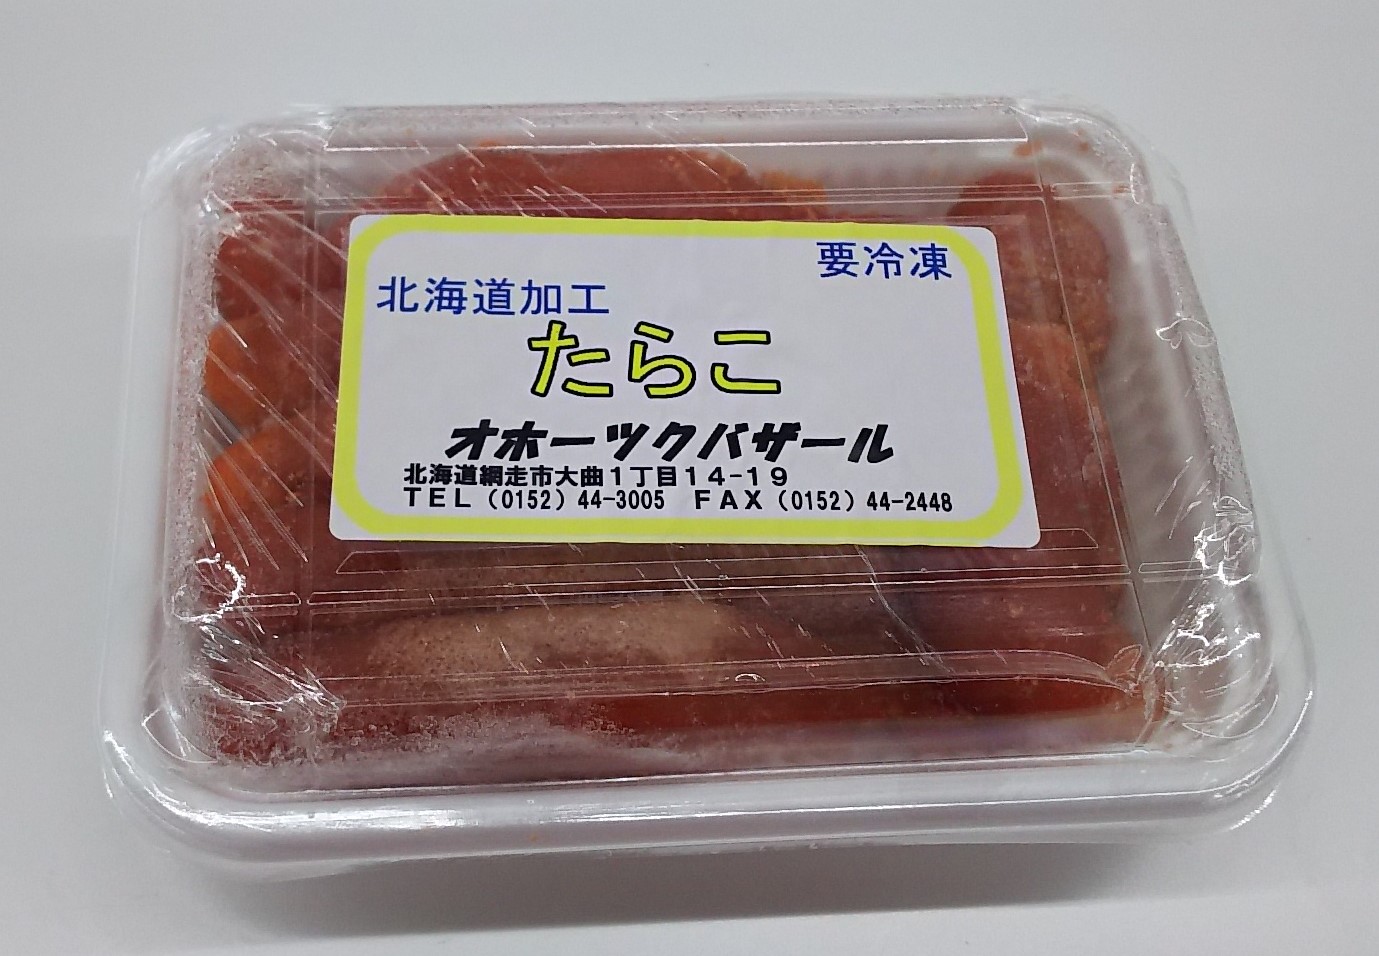 要冷凍
北海道加工
たらこ
オホーツクバザール
北海道網走市大曲1丁目14-19
TEL(0152)44-3005 FAX(0152)44-2448